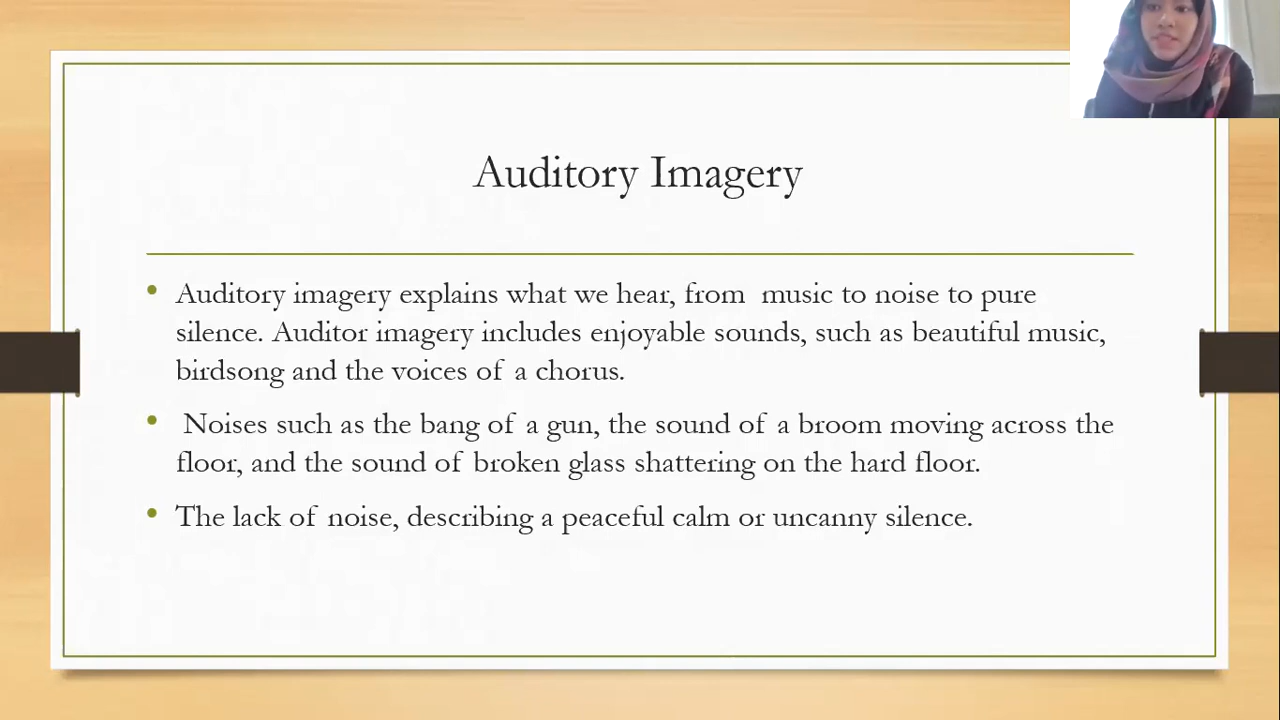 Auditory Imagery
Auditory imagery explains what we hear, from  music to noise to pure
silence. Auditor imagery includes enjoyable sounds, such as beautiful music,
birdsong and the voices of a chorus.
Noises such as the bang of a gun, the sound of a broom moving across the
floor, and the sound of broken glass shattering on the hard floor.
The lack of noise, describing a peaceful calm or uncanny silence.